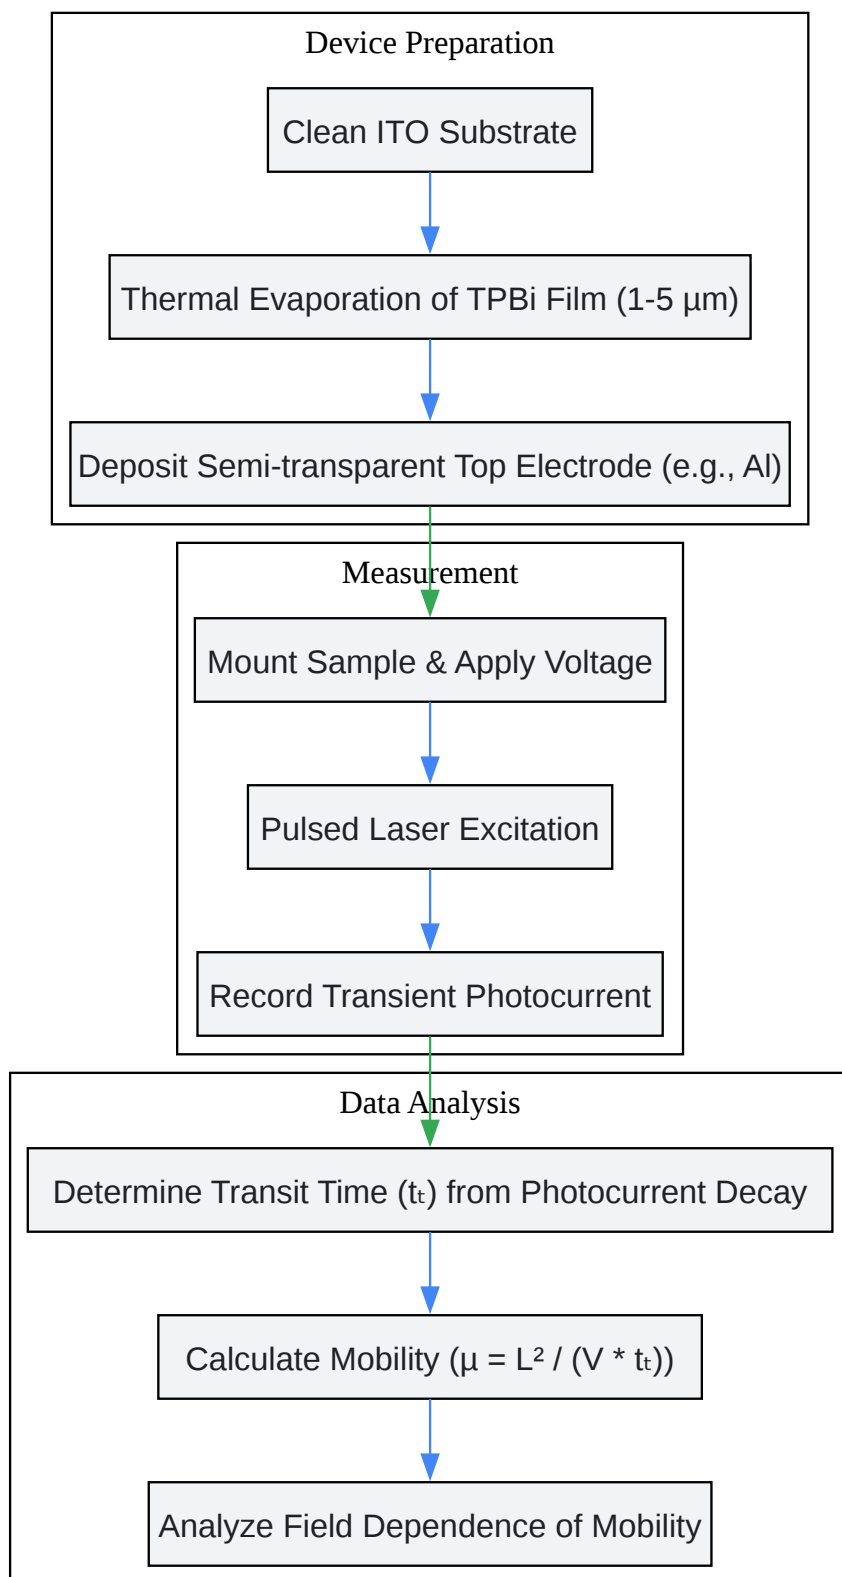 Device Preparation
Clean ITO Substrate
Thermal Evaporation of TPBi Film (1-5 µm)
Deposit Semi-transparent Top Electrode (e.g., Al)
Measurement
Mount Sample & Apply Voltage
Pulsed Laser Excitation
Record Transient Photocurrent
Data Analysis
Determine Transit Time (tₜ) from Photocurrent Decay
Calculate Mobility (µ = L² / (V * tₜ))
Analyze Field Dependence of Mobility